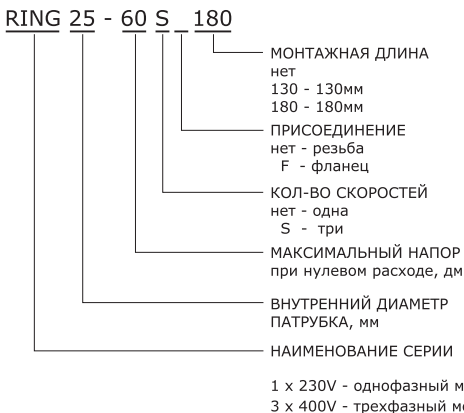 RING 25 - 60 S _ 180
МОНТАЖНАЯ ДЛИНА
нет
130 - 130мм
180 - 180мм
ПРИСОЕДИНЕНИЕ
нет - резьба
F - фланец
КОЛ-ВО СКОРОСТЕЙ
нет - одна
S - три
МАКСИМАЛЬНЫЙ НАПОР
при нулевом расходе, дм
ВНУТРЕННИЙ ДИАМЕТР
ПАТРУБКА, мм
НАИМЕНОВАНИЕ СЕРИИ
1 x 230V - однофазный
3 x 400V - трехфазный